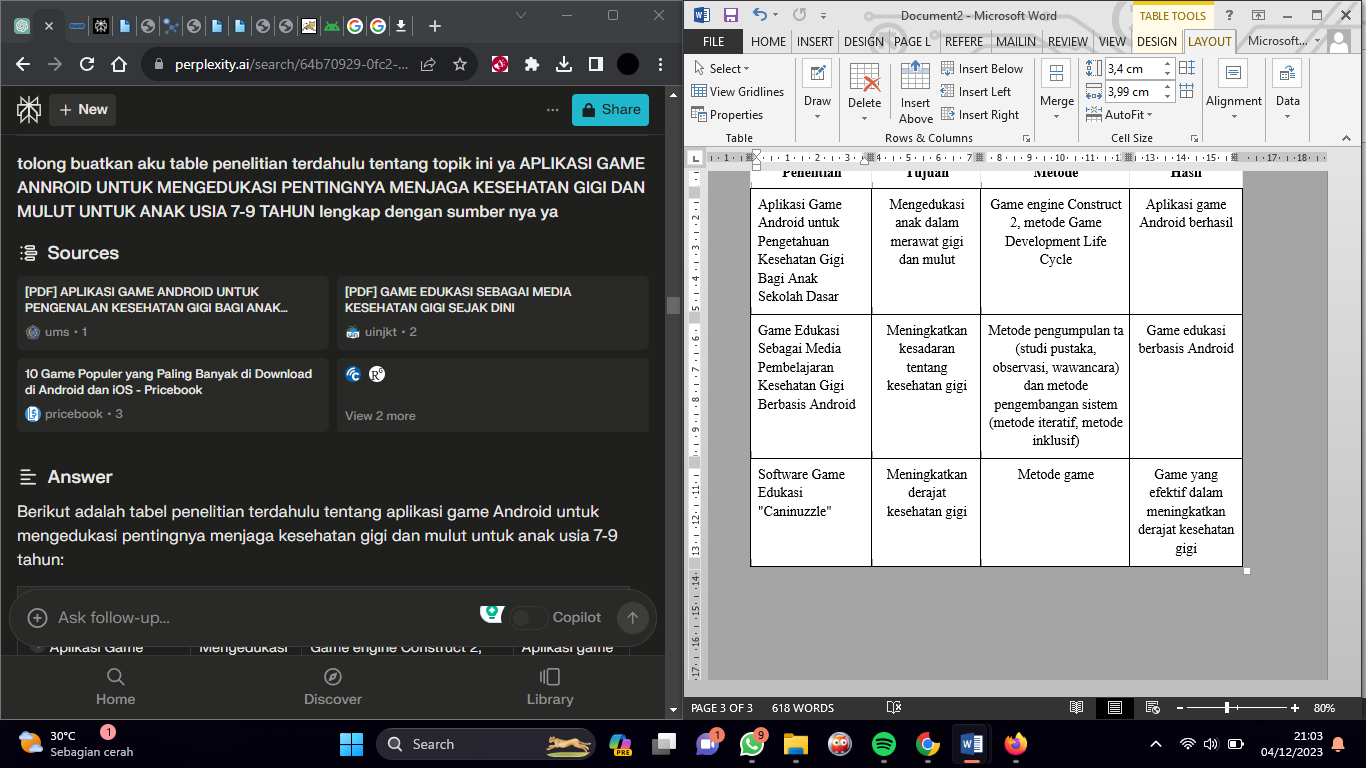 perplexity.ai/search/64b70929-0fc2-...
New
Share
tolong buatkan aku table penelitian terdahulu tentang topik ini ya APLIKASI GAME
ANNROID UNTUK MENGEDUKASI PENTINGNYA MENJAGA KESEHATAN GIGI DAN
MULUT UNTUK ANAK USIA 7-9 TAHUN lengkap dengan sumber nya ya
Sources
[PDF] APLIKASI GAME ANDROID UNTUK
PENGENALAN KESEHATAN GIGI BAGI ANAK...
ums • 1
[PDF] GAME EDUKASI SEBAGAI MEDIA
KESEHATAN GIGI SEJAK DINI
uinjkt • 2
10 Game Populer yang Paling Banyak di Download
di Android dan iOS - Pricebook
pricebook • 3
View 2 more
Answer
Berikut adalah tabel penelitian terdahulu tentang aplikasi game Android untuk
mengedukasi pentingnya menjaga kesehatan gigi dan mulut untuk anak usia 7-9
tahun:
Ask follow-up...
Copilot
Aplikasi Game
Mengedukasi
Game engine Construct 2,
Aplikasi game
Home
Discover
Library
Document2 - Microsoft Word
TABLE TOOLS
FILE
HOME
INSERT
DESIGN
PAGE L
REFERE
MAILIN
REVIEW
VIEW
DESIGN
LAYOUT
Microsoft...
Select
View Gridlines
Properties
Table
Draw
Delete
Insert
Above
Insert Below
Insert Left
Insert Right
Rows & Columns
Merge
3,4 cm
3,99 cm
AutoFit
Cell Size
Alignment
Data
Penelitian
Tujuan
Metode
Hasil
Aplikasi Game
Android untuk
Pengetahuan
Kesehatan Gigi
Bagi Anak
Sekolah Dasar
Mengedukasi
anak dalam
merawat gigi
dan mulut
Game engine Construct
2, metode Game
Development Life
Cycle
Aplikasi game
Android berhasil
Game Edukasi
Sebagai Media
Pembelajaran
Kesehatan Gigi
Berbasis Android
Meningkatkan
kesadaran
tentang
kesehatan gigi
Metode pengumpulan ta
(studi pustaka,
observasi, wawancara)
dan metode
pengembangan sistem
(metode iteratif, metode
inklusif)
Game edukasi
berbasis Android
Software Game
Edukasi
"Caninuzzle"
Meningkatkan
derajat
kesehatan gigi
Metode game
Game yang
efektif dalam
meningkatkan
derajat kesehatan
gigi
PAGE 3 OF 3
618 WORDS
80%
30°C
Sebagian cerah
1
Search
PRE
1
9
21:03
04/12/2023